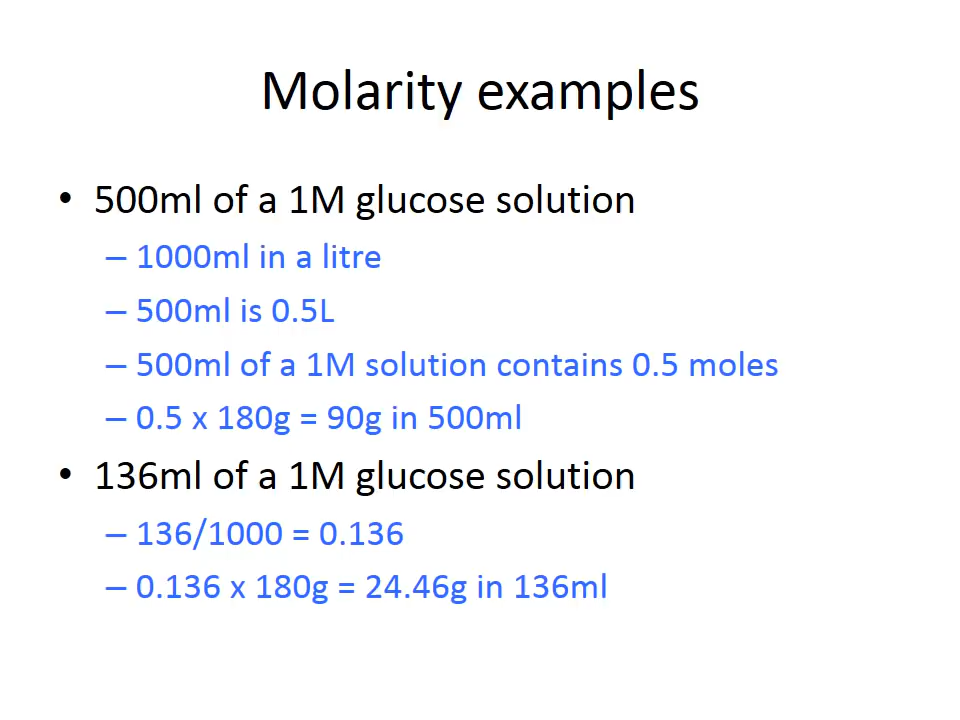 Molarity examples
• 500ml of a 1M glucose solution
– 1000ml in a litre
– 500ml is 0.5L
– 500ml of a 1M solution contains 0.5 moles
– 0.5 x 180g = 90g in 500ml
• 136ml of a 1M glucose solution
– 136/1000 = 0.136
– 0.136 x 180g = 24.46g in 136ml